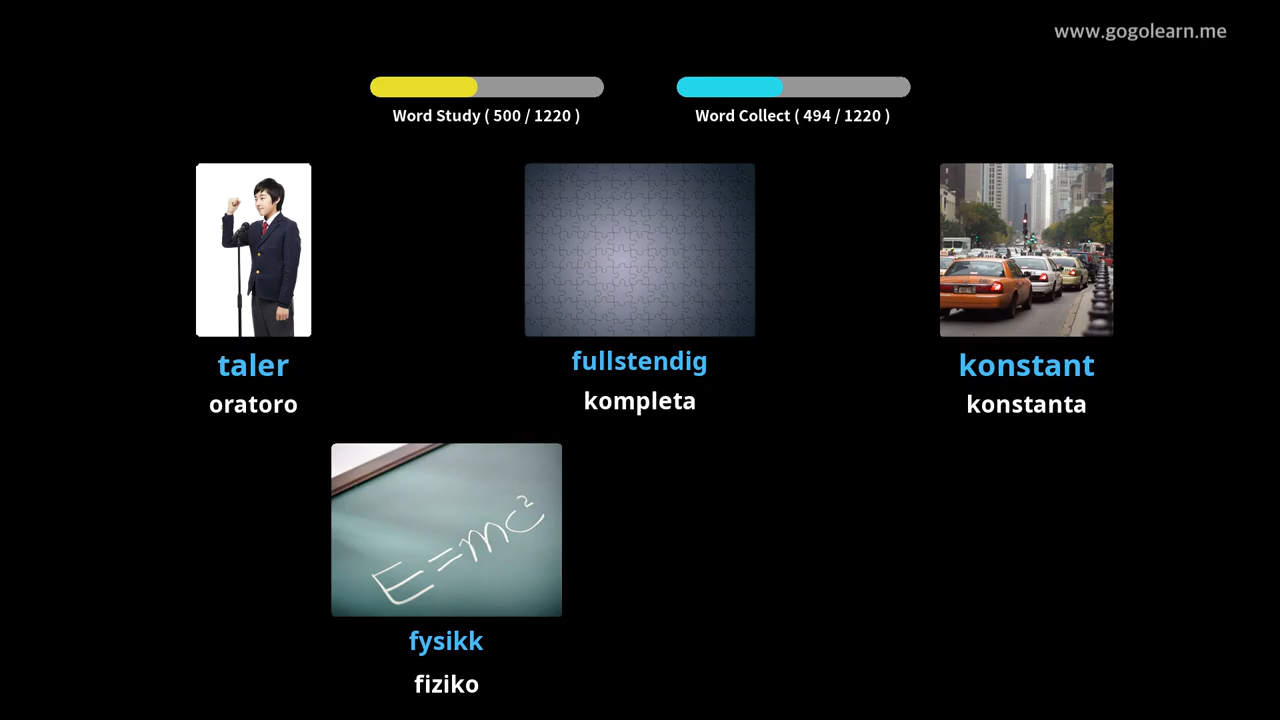 www.gogolearn.me
Word Study ( 500 / 1220 )
Word Collect ( 494 / 1220 )
taler
oratoro
fullstendig
kompleta
konstant
konstanta
E=mc²
fysikk
fiziko